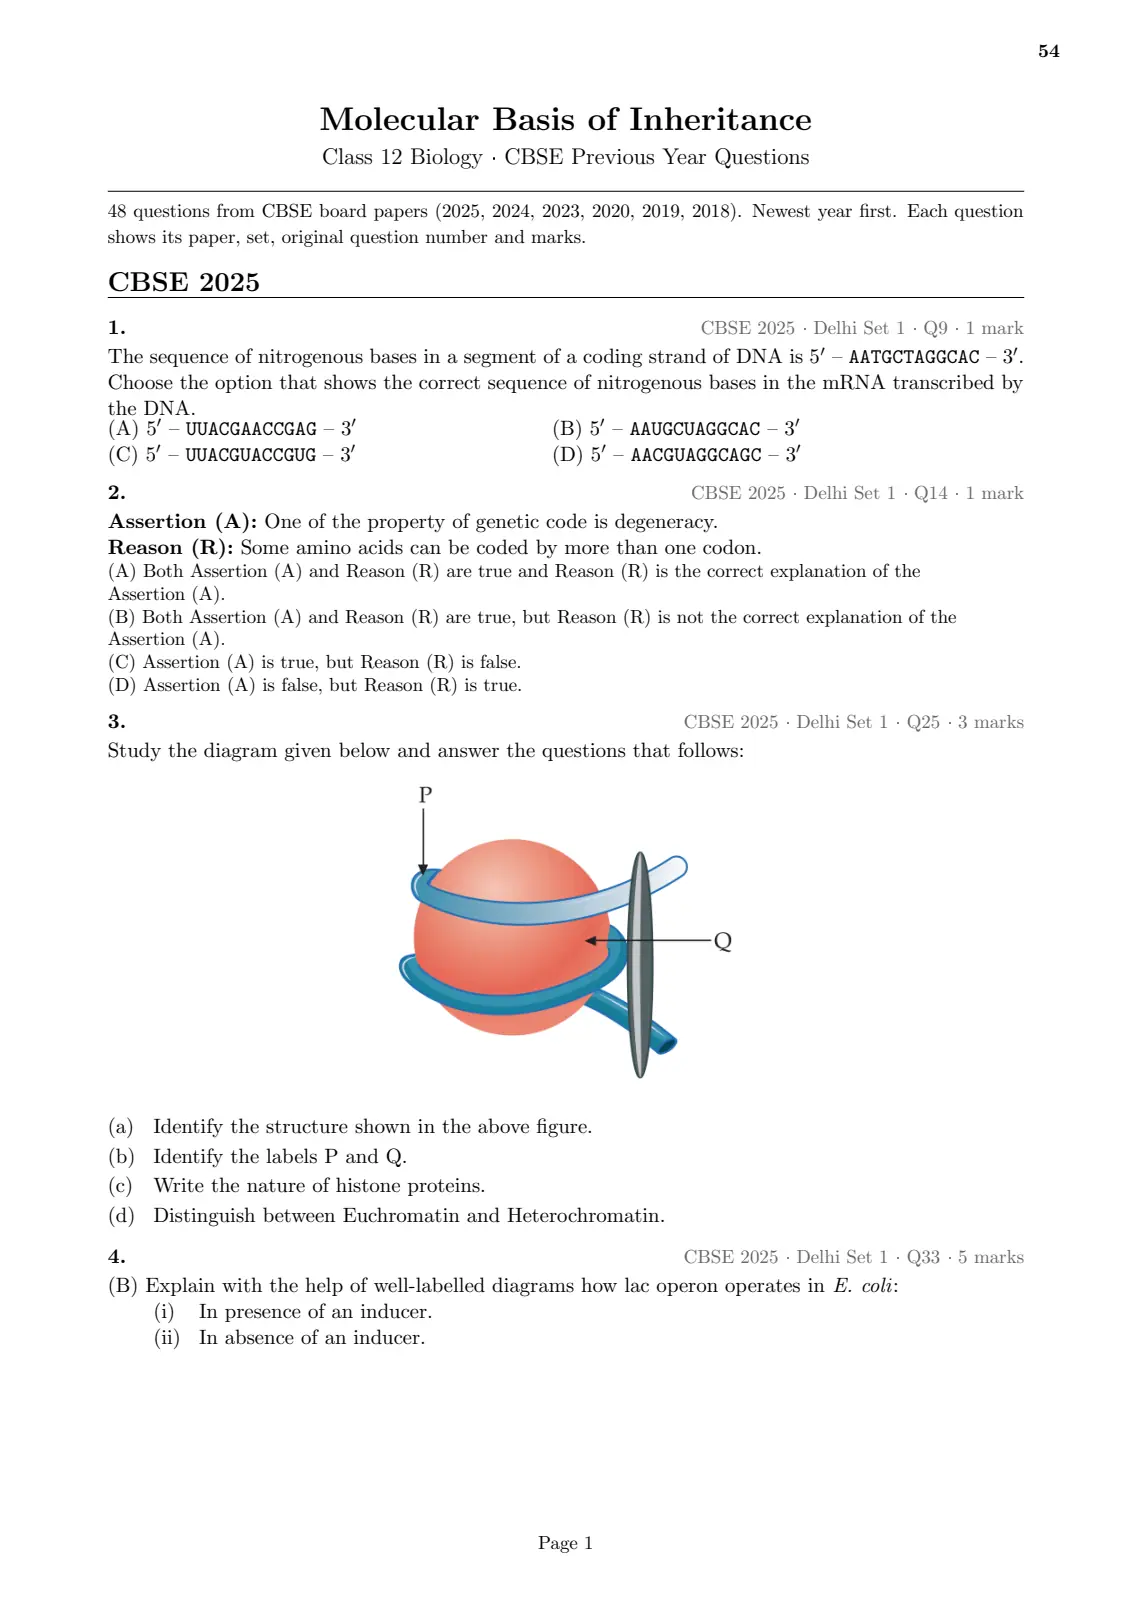 54
Molecular Basis of Inheritance
Class 12 Biology · CBSE Previous Year Questions
48 questions from CBSE board papers (2025, 2024, 2023, 2020, 2019, 2018). Newest year first. Each question
shows its paper, set, original question number and marks.
CBSE 2025
1. CBSE 2025 · Delhi Set 1 · Q9 · 1 mark
The sequence of nitrogenous bases in a segment of a coding strand of DNA is 5′ – AATGCTAGGCAC – 3′.
Choose the option that shows the correct sequence of nitrogenous bases in the mRNA transcribed by
the DNA.
(A) 5′ – UUACGAACCGAG – 3′ (B) 5′ – AAUGCUAGGCAC – 3′
(C) 5′ – UUACGUACCGUG – 3′ (D) 5′ – AACGUAGGCAGC – 3′
2. CBSE 2025 · Delhi Set 1 · Q14 · 1 mark
Assertion (A): One of the property of genetic code is degeneracy.
Reason (R): Some amino acids can be coded by more than one codon.
(A) Both Assertion (A) and Reason (R) are true and Reason (R) is the correct explanation of the
Assertion (A).
(B) Both Assertion (A) and Reason (R) are true, but Reason (R) is not the correct explanation of the
Assertion (A).
(C) Assertion (A) is true, but Reason (R) is false.
(D) Assertion (A) is false, but Reason (R) is true.
3. CBSE 2025 · Delhi Set 1 · Q25 · 3 marks
Study the diagram given below and answer the questions that follows:
P
Q
(a) Identify the structure shown in the above figure.
(b) Identify the labels P and Q.
(c) Write the nature of histone proteins.
(d) Distinguish between Euchromatin and Heterochromatin.
4. CBSE 2025 · Delhi Set 1 · Q33 · 5 marks
(B) Explain with the help of well-labelled diagrams how lac operon operates in E. coli:
(i) In presence of an inducer.
(ii) In absence of an inducer.
Page 1